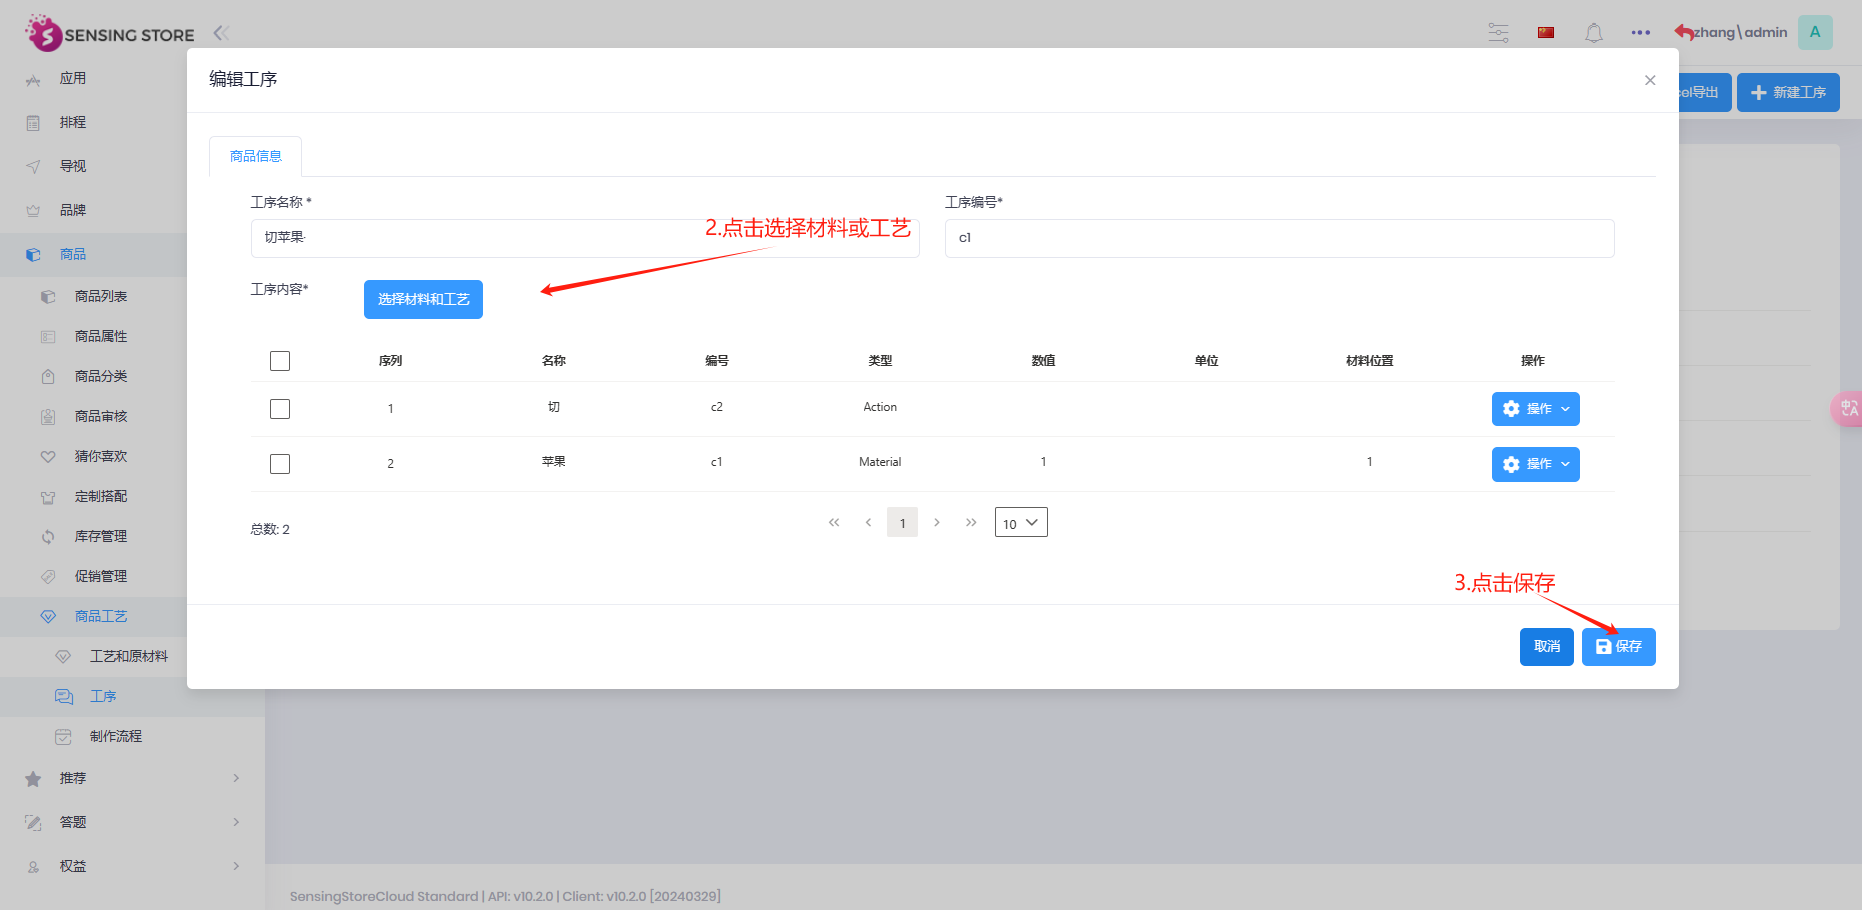 SENSING STORE
zhang\admin
A
应用
排程
导视
品牌
商品
商品列表
商品属性
商品分类
商品审核
猜你喜欢
定制搭配
库存管理
促销管理
商品工艺
工艺和原材料
工序
制作流程
推荐
答题
权益
导出
新建工序
编辑工序
商品信息
工序名称 *
工序编号*
切苹果·
c1
2.点击选择材料或工艺
工序内容*
选择材料和工艺
序列 名称 编号 类型 数值 单位 材料位置 操作
1 切 c2 Action 操作
2 苹果 c1 Material 1 1 操作
总数: 2
1
10
3.点击保存
取消
保存
SensingStoreCloud Standard | API: v10.2.0 | Client: v10.2.0 [20240329]